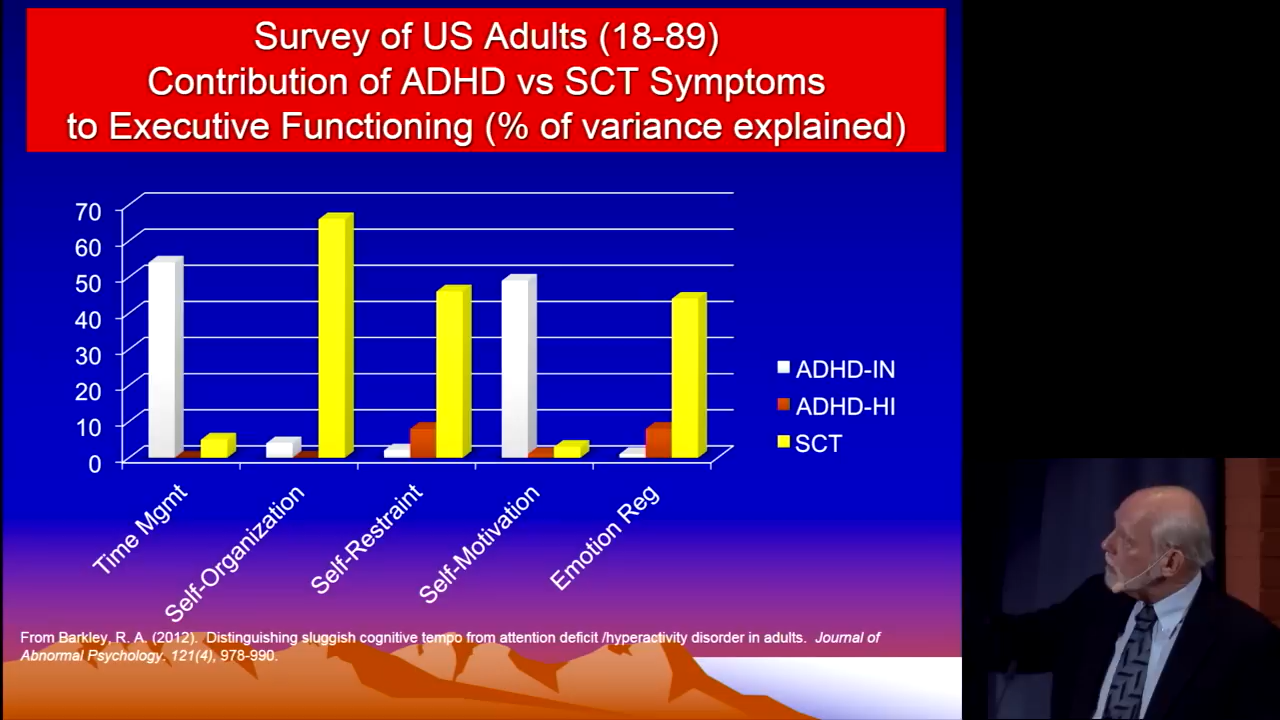 Survey of US Adults (18-89)
Contribution of ADHD vs SCT Symptoms
to Executive Functioning (% of variance explained)
70
60
50
40
30
20
10
0
Time Mgmt
Self-Organization
Self-Restraint
Self-Motivation
Emotion Reg
ADHD-IN
ADHD-HI
SCT
From Barkley, R. A. (2012). Distinguishing sluggish cognitive tempo from attention deficit /hyperactivity disorder in adults. Journal of
Abnormal Psychology. 121(4), 978-990.